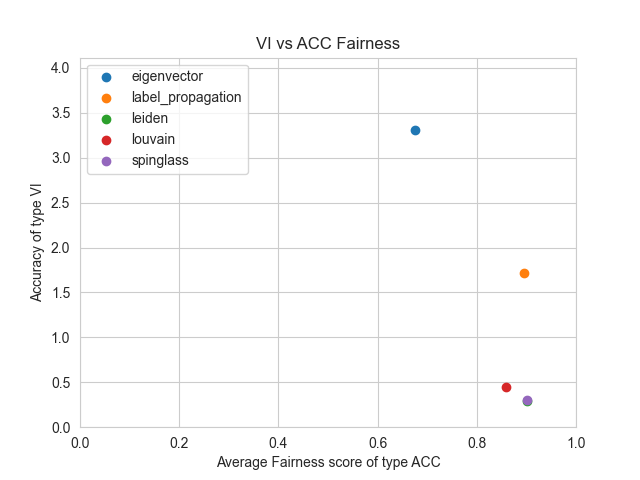 VI vs ACC Fairness
eigenvector
label_propagation
leiden
louvain
spinglass
Accuracy of type VI
4.0
3.5
3.0
2.5
2.0
1.5
1.0
0.5
0.0
0.0 0.2 0.4 0.6 0.8 1.0
Average Fairness score of type ACC